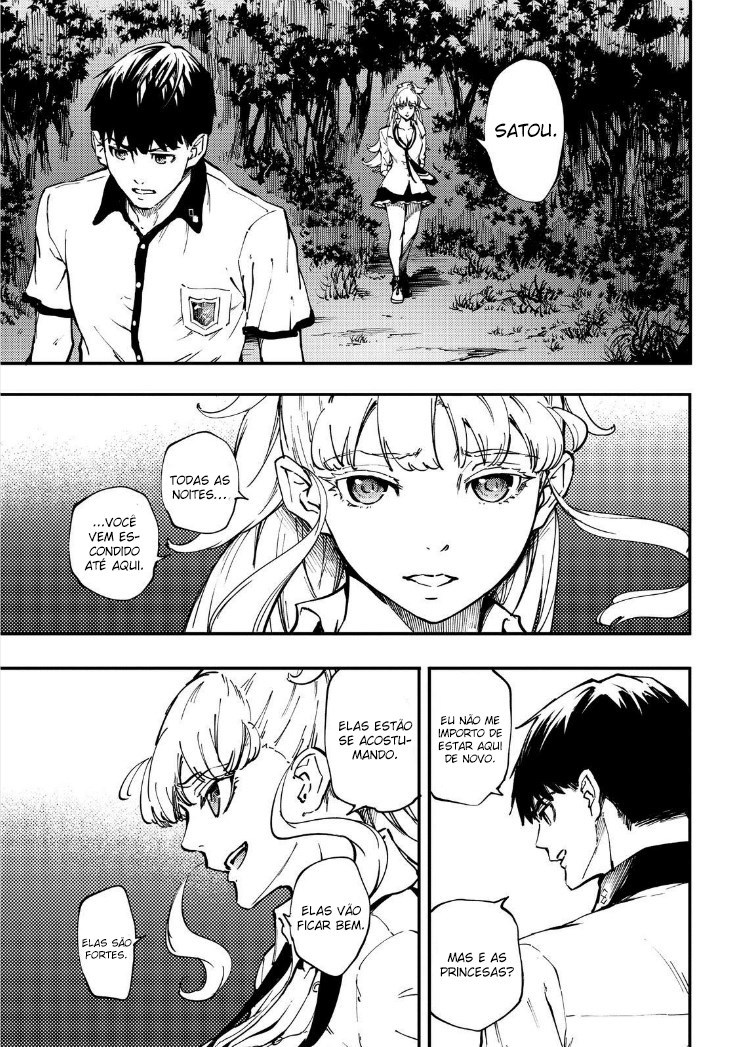 SATOU.
TODAS AS
NOITES...
...VOCÊ
VEM ES-
CONDIDO
ATÉ AQUI.
EU NÃO ME
IMPORTO DE
ESTAR AQUI
DE NOVO.
MAS E AS
PRINCESAS?
ELAS ESTÃO
SE ACOSTU-
MANDO.
ELAS VÃO
FICAR BEM.
ELAS SÃO
FORTES.